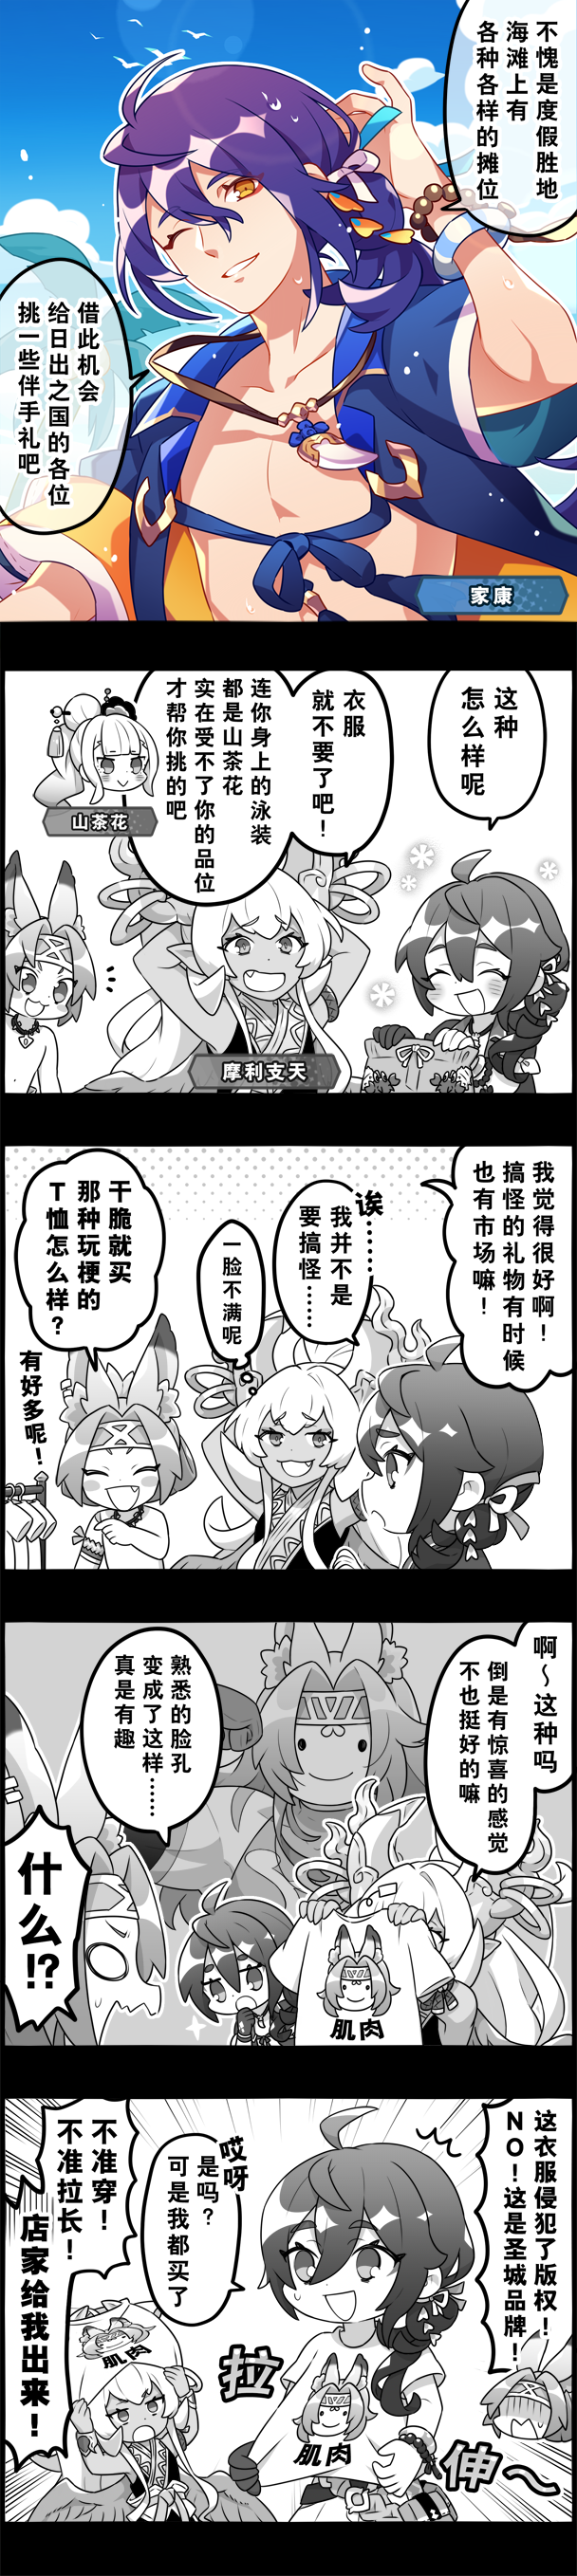 不愧是度假胜地
海滩上有
各种各样的摊位
借此机会
给日出之国的各位
挑一些伴手礼吧
家康
这种
怎么样呢
衣服
就不要了吧！
连你身上的泳装
都是山茶花
实在受不了你的品位
才帮你挑的吧
山茶花
摩利支天
我觉得很好啊！
搞怪的礼物有时候
也有市场嘛！
诶……
我并不是
要搞怪……
一脸不满呢
干脆就买
那种玩梗的
T恤怎么样？
有好多呢！
啊～这种吗
倒是有惊喜的感觉
不也挺好的嘛
熟悉的脸孔
变成了这样……
真是有趣
什么!?
肌肉
这衣服侵犯了版权！
NO！这是圣城品牌！
哎呀
是吗？
可是我都买了
不准穿！
不准拉长！
店家给我出来！
肌肉
拉
肌肉
伸～